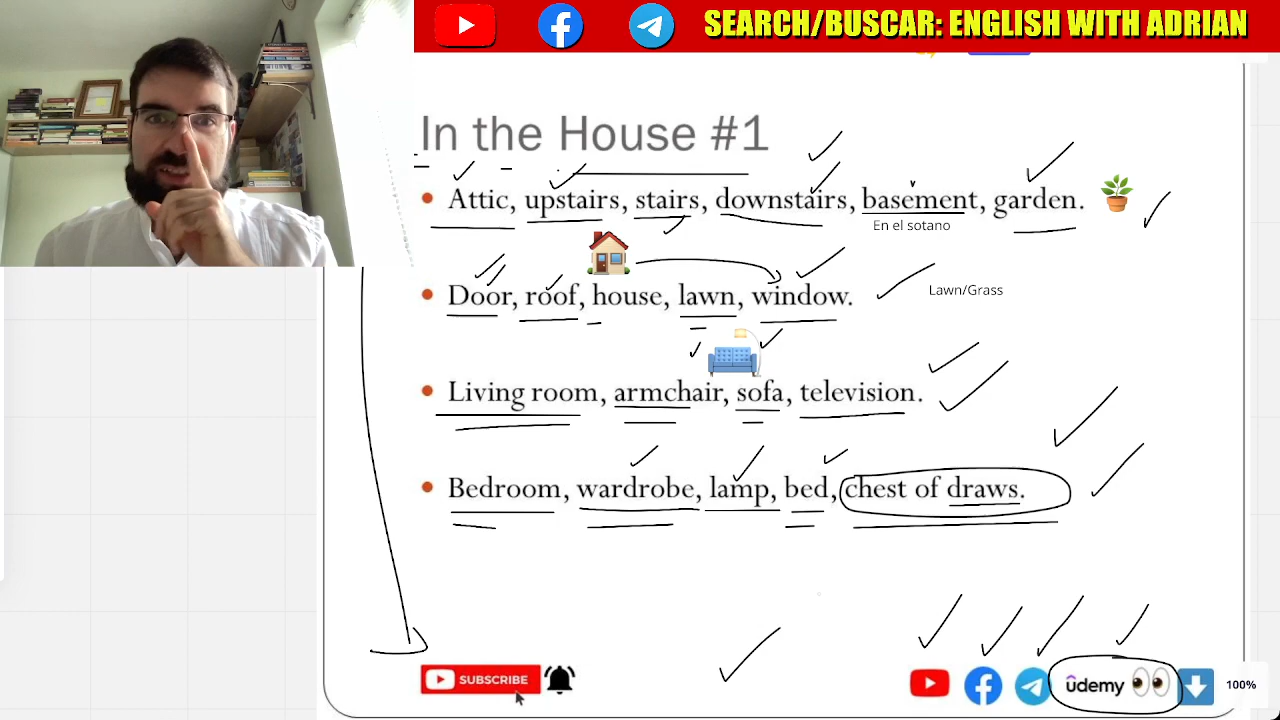 SEARCH/BUSCAR: ENGLISH WITH ADRIAN
In the House #1
• Attic, upstairs, stairs, downstairs, basement, garden.
En el sotano
• Door, roof, house, lawn, window.
Lawn/Grass
• Living room, armchair, sofa, television.
• Bedroom, wardrobe, lamp, bed, chest of draws.
SUBSCRIBE
ûdemy
100%